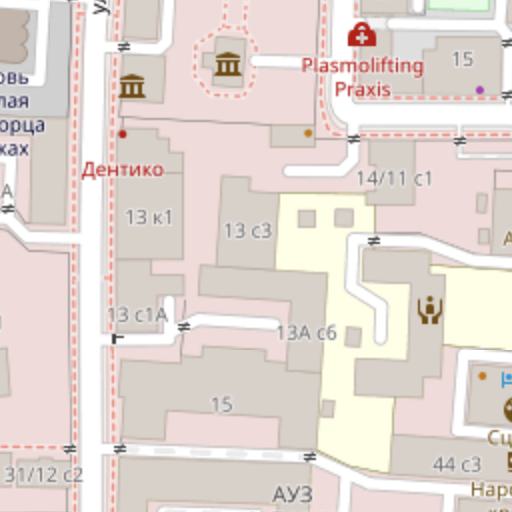 15
Plasmolifting
Praxis
Дентико
14/11 с1
13 к1
13 с3
13 с1А
13А с6
15
44 с3
31/12 с2
АУЗ